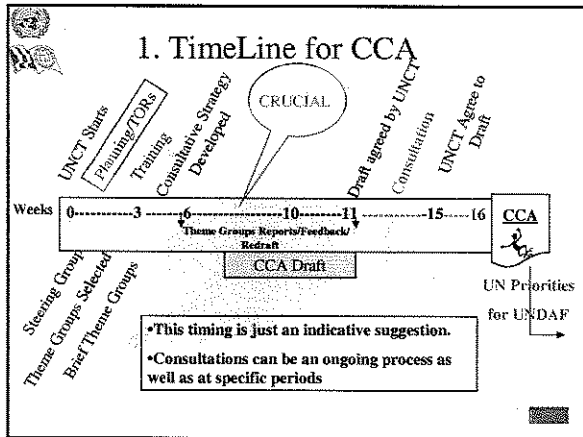 1. TimeLine for CCA
CRUCIAL
UNCT Starts
Planning/TORs
Training
Consultative Strategy
Developed
Draft agreed by UNCT
Consultation
UNCT Agree to
Draft
Weeks 0-----------3 ------6 ----------------10 ---------11--------------15------16
Theme Groups Reports/Feedback/
Redraft
CCA
CCA Draft
Steering Group
Theme Groups Selected
Brief Theme Groups
UN Priorities
for UNDAF
•This timing is just an indicative suggestion.
•Consultations can be an ongoing process as
well as at specific periods